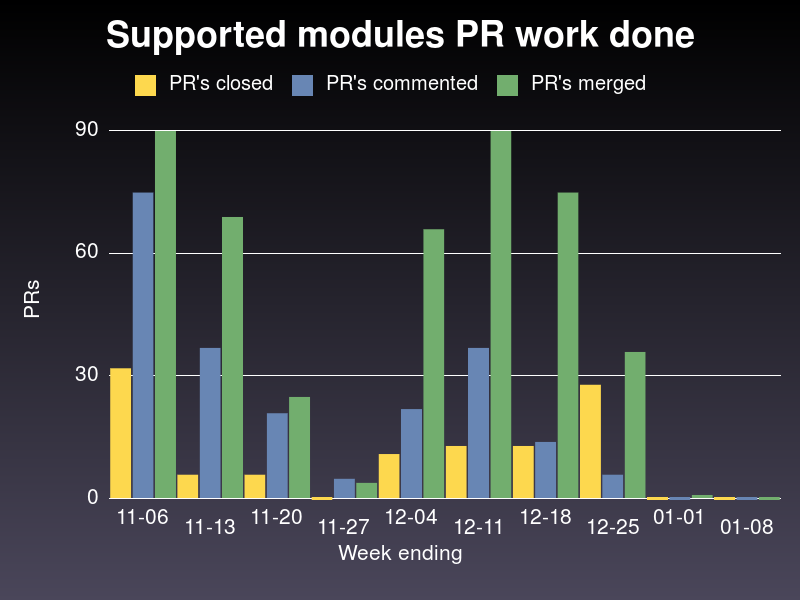 Supported modules PR work done
PR's closed PR's commented PR's merged
90
60
30
0
PRs
11-06 11-13 11-20 11-27 12-04 12-11 12-18 12-25 01-01 01-08
Week ending